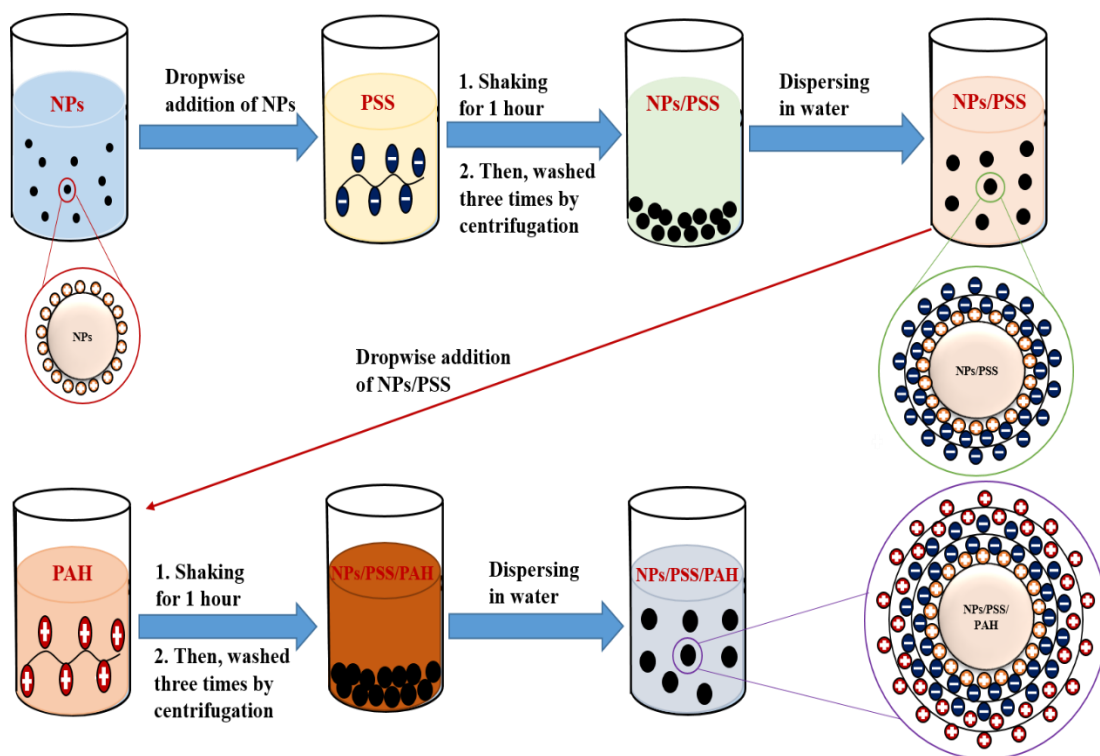 NPs
Dropwise
addition of NPs
PSS
1. Shaking
for 1 hour
2. Then, washed
three times by
centrifugation
NPs/PSS
Dispersing
in water
NPs/PSS
NPs
NPs/PSS
Dropwise addition
of NPs/PSS
PAH
1. Shaking
for 1 hour
2. Then, washed
three times by
centrifugation
NPs/PSS/PAH
Dispersing
in water
NPs/PSS/PAH
NPs/PSS/
PAH